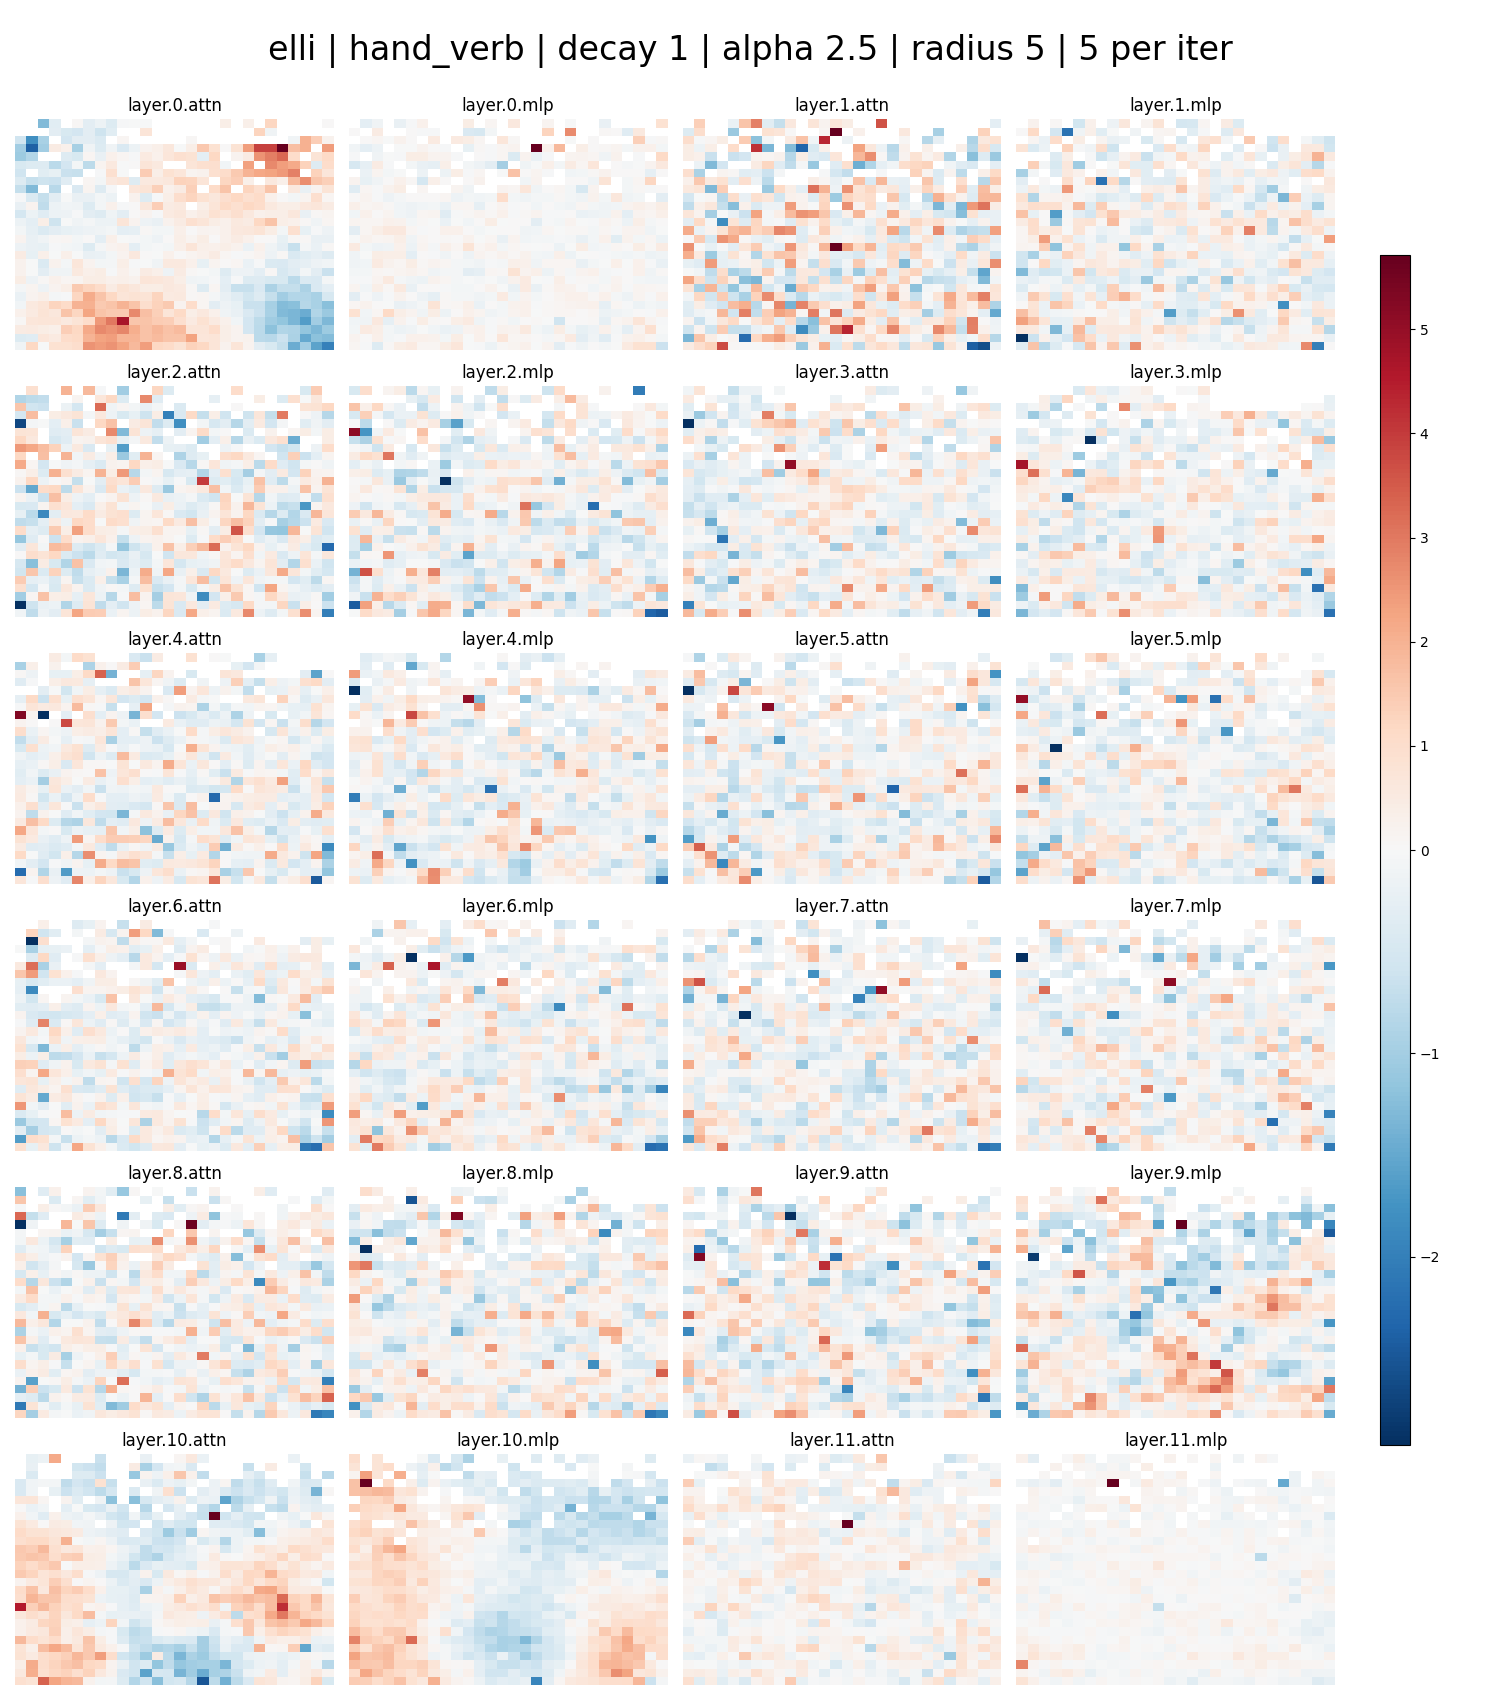 elli | hand_verb | decay 1 | alpha 2.5 | radius 5 | 5 per iter
layer.0.attn layer.0.mlp layer.1.attn layer.1.mlp
layer.2.attn layer.2.mlp layer.3.attn layer.3.mlp
5
4
layer.4.attn layer.4.mlp layer.5.attn layer.5.mlp
3
2
1
0
layer.6.attn layer.6.mlp layer.7.attn layer.7.mlp
−1
layer.8.attn layer.8.mlp layer.9.attn layer.9.mlp
−2
layer.10.attn layer.10.mlp layer.11.attn layer.11.mlp